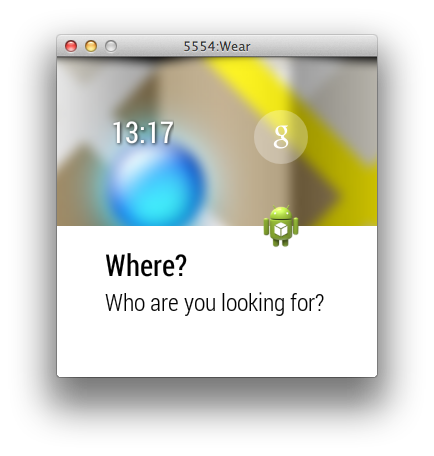 5554:Wear
13:17
g
Where?
Who are you looking for?